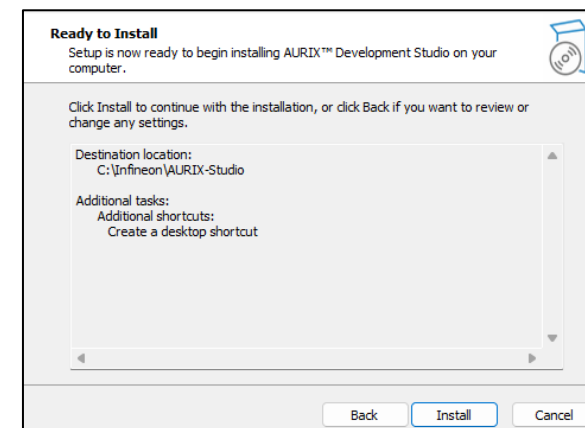 Ready to Install
Setup is now ready to begin installing AURIX™ Development Studio on your
computer.
Click Install to continue with the installation, or click Back if you want to review or
change any settings.
Destination location:
C:\Infineon\AURIX-Studio
Additional tasks:
Additional shortcuts:
Create a desktop shortcut
Back Install Cancel